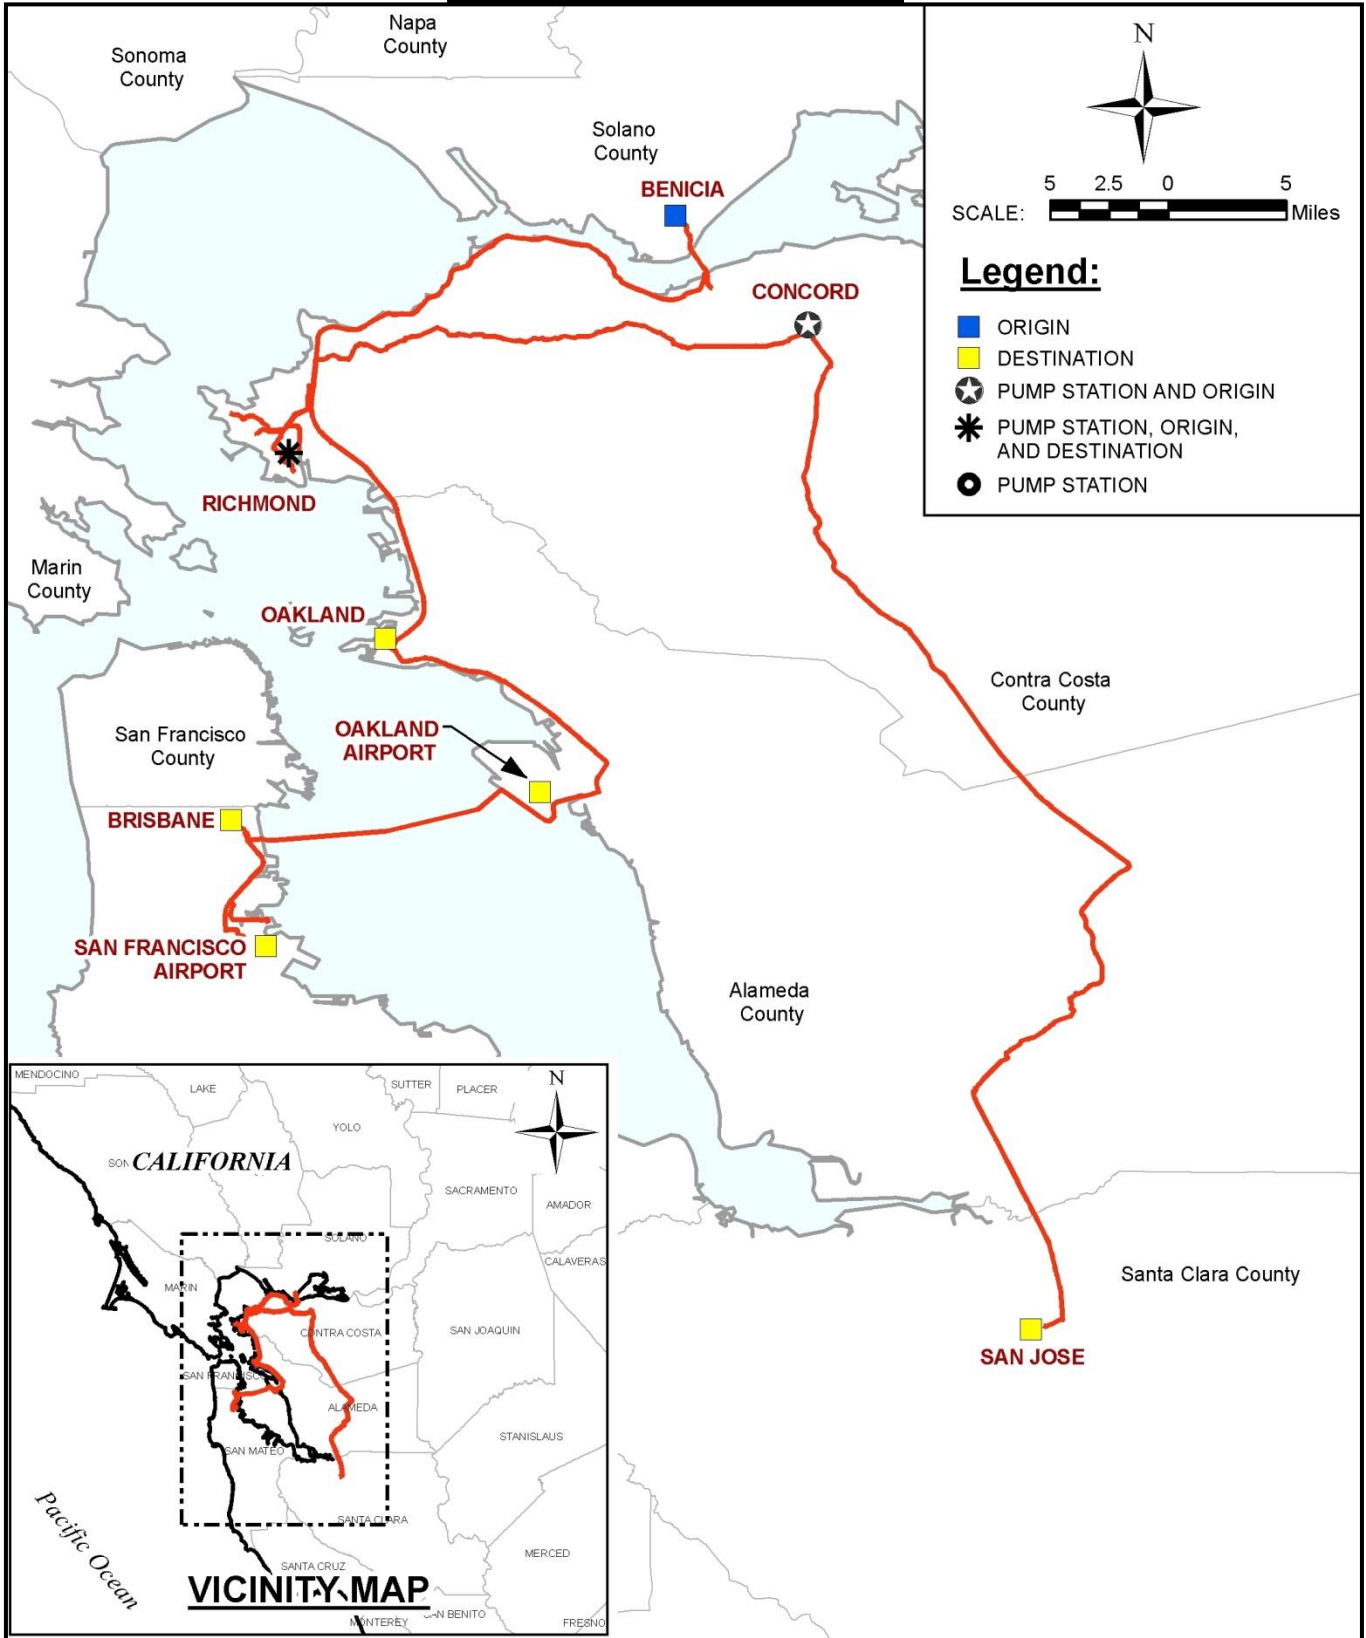 Napa
County
Sonoma
County
Solano
County
BENICIA
CONCORD
RICHMOND
Marin
County
OAKLAND
San Francisco
County
OAKLAND
AIRPORT
BRISBANE
SAN FRANCISCO
AIRPORT
Contra Costa
County
Alameda
County
Santa Clara County
SAN JOSE
N
5 2.5 0 5
SCALE: Miles
Legend:
ORIGIN
DESTINATION
PUMP STATION AND ORIGIN
PUMP STATION, ORIGIN,
AND DESTINATION
PUMP STATION
MENDOCINO
LAKE
SUTTER
PLACER
N
YOLO
CALIFORNIA
SACRAMENTO
AMADOR
SOLANO
CALAVERAS
MARIN
CONTRA COSTA
SAN JOAQUIN
SAN FRANCISCO
ALAMEDA
STANISLAUS
SAN MATEO
Pacific Ocean
SANTA CLARA
MERCED
SANTA CRUZ
VICINITY MAP
SAN BENITO
MONTEREY
FRESNO